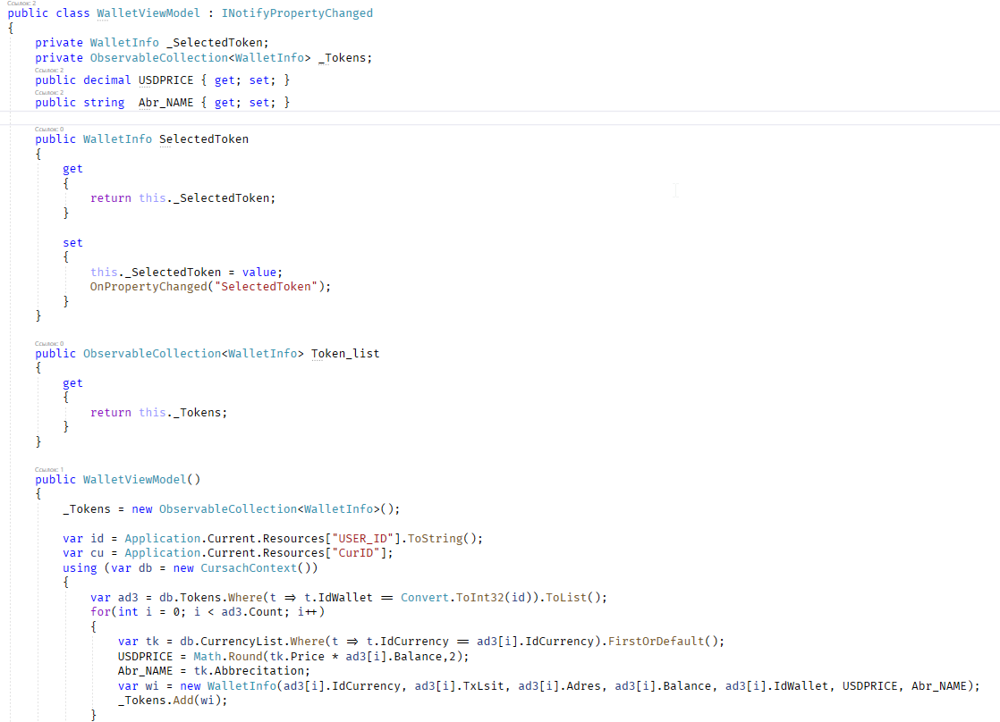 Ссылок: 2
public class WalletViewModel : INotifyPropertyChanged
{
private WalletInfo _SelectedToken;
private ObservableCollection<WalletInfo> _Tokens;
Ссылок: 2
public decimal USDPRICE { get; set; }
Ссылок: 2
public string  Abr_NAME { get; set; }
Ссылок: 0
public WalletInfo SelectedToken
{
get
{
return this._SelectedToken;
}
set
{
this._SelectedToken = value;
OnPropertyChanged("SelectedToken");
}
}
Ссылок: 0
public ObservableCollection<WalletInfo> Token_list
{
get
{
return this._Tokens;
}
}
Ссылок: 1
public WalletViewModel()
{
_Tokens = new ObservableCollection<WalletInfo>();
var id = Application.Current.Resources["USER_ID"].ToString();
var cu = Application.Current.Resources["CurID"];
using (var db = new CursachContext())
{
var ad3 = db.Tokens.Where(t => t.IdWallet == Convert.ToInt32(id)).ToList();
for(int i = 0; i < ad3.Count; i++)
{
var tk = db.CurrencyList.Where(t => t.IdCurrency == ad3[i].IdCurrency).FirstOrDefault();
USDPRICE = Math.Round(tk.Price * ad3[i].Balance,2);
Abr_NAME = tk.Abbrecitation;
var wi = new WalletInfo(ad3[i].IdCurrency, ad3[i].TxLsit, ad3[i].Adres, ad3[i].Balance, ad3[i].IdWallet, USDPRICE, Abr_NAME);
_Tokens.Add(wi);
}